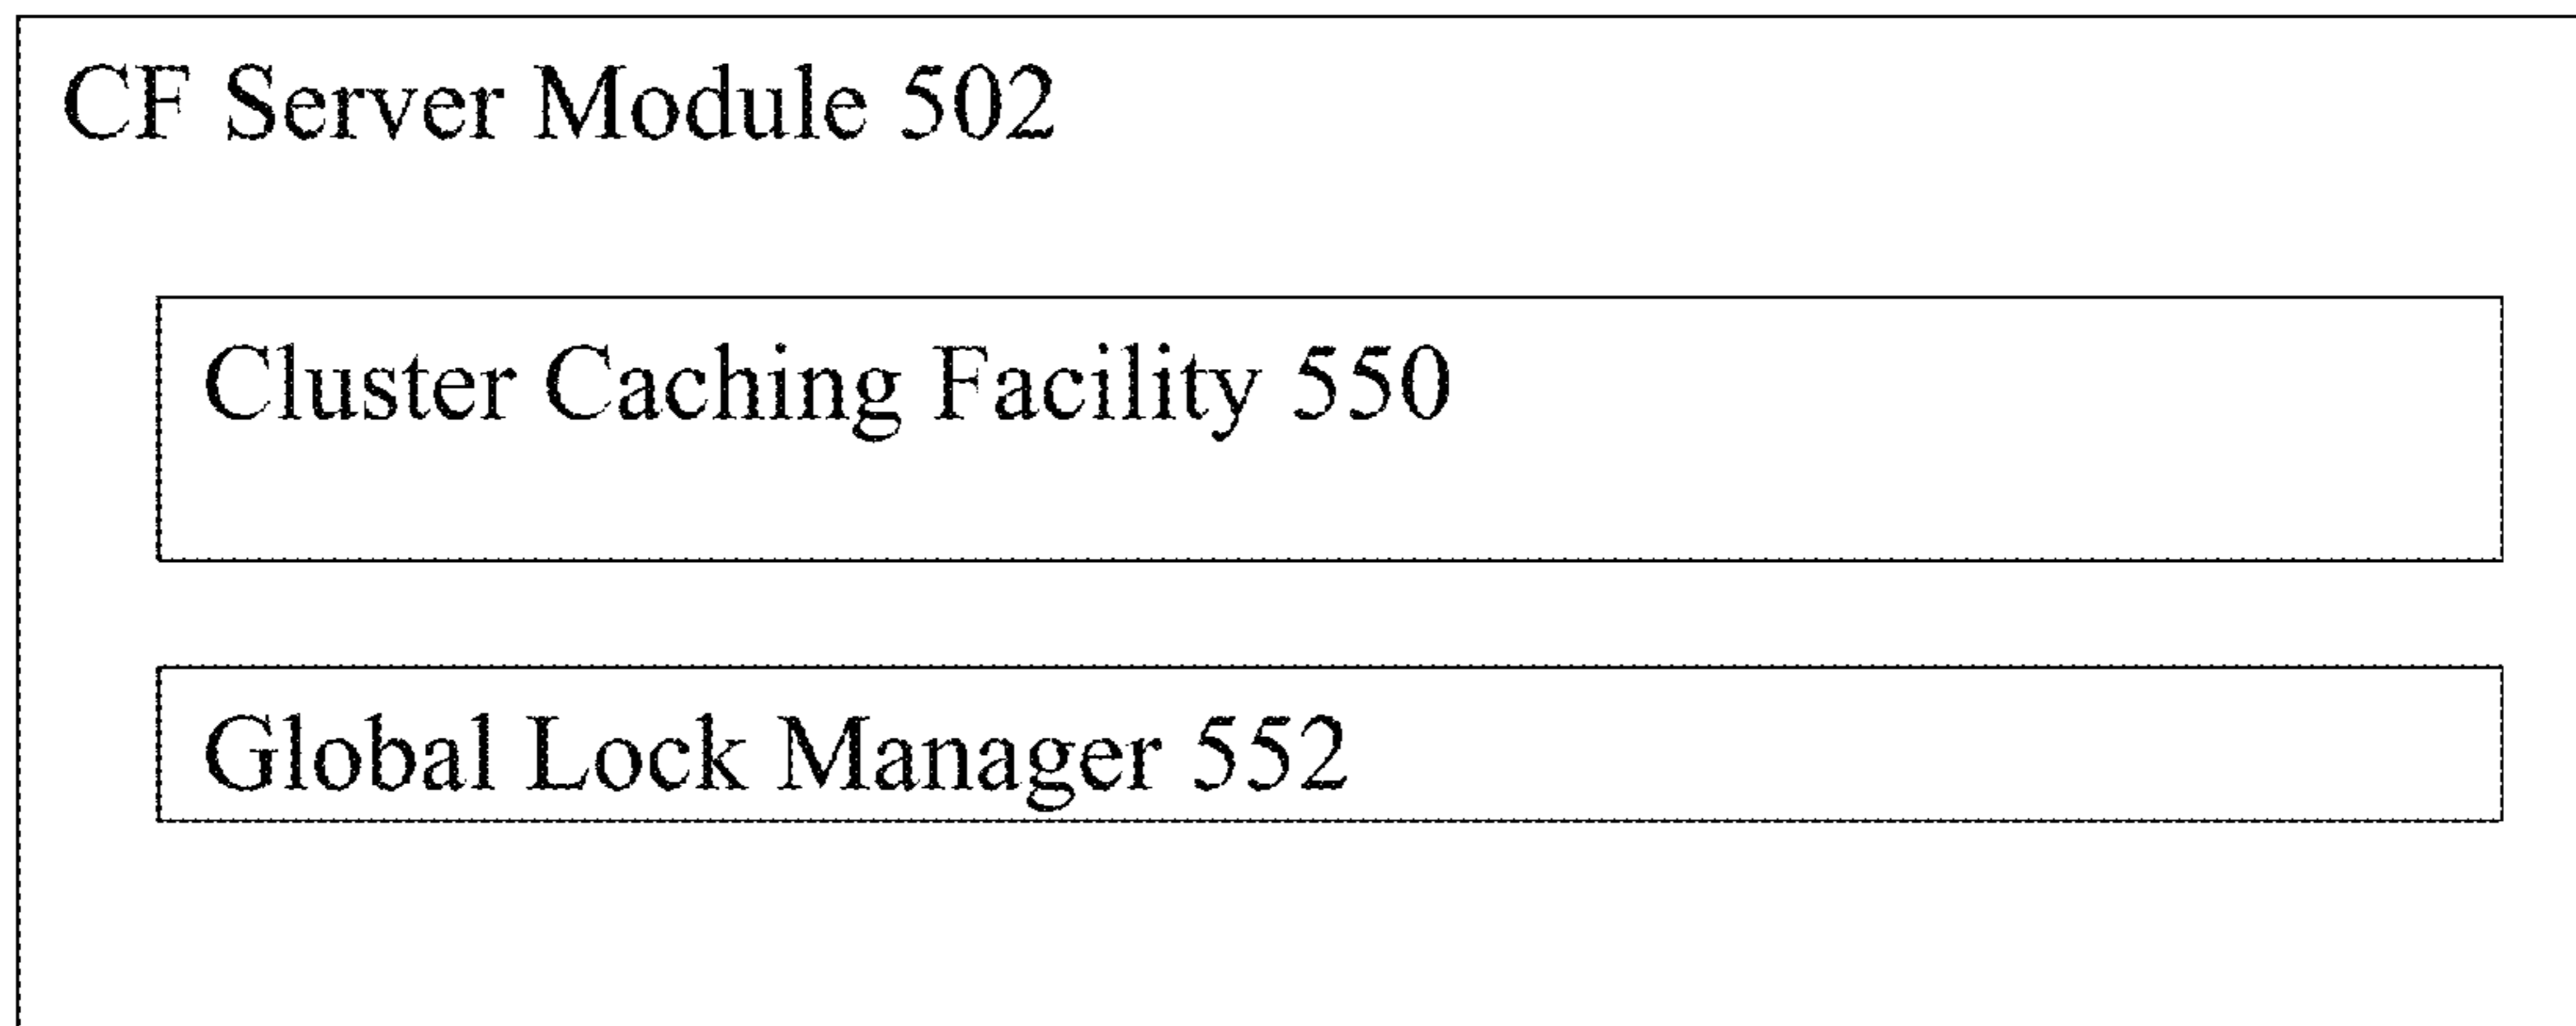 CF Server Module 502
Cluster Caching Facility 550
Global Lock Manager 552